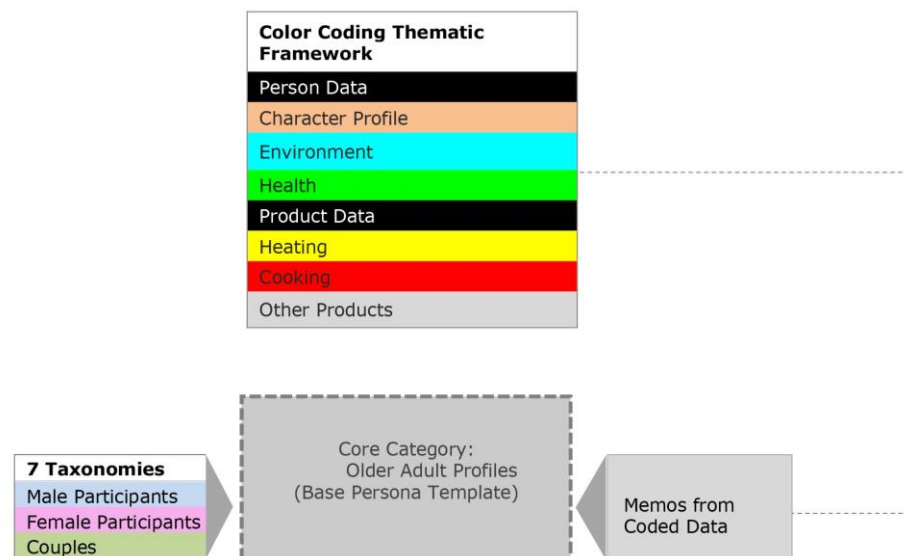 Color Coding Thematic
Framework
Person Data
Character Profile
Environment
Health
Product Data
Heating
Cooking
Other Products
7 Taxonomies
Male Participants
Female Participants
Couples
Core Category:
Older Adult Profiles
(Base Persona Template)
Memos from
Coded Data